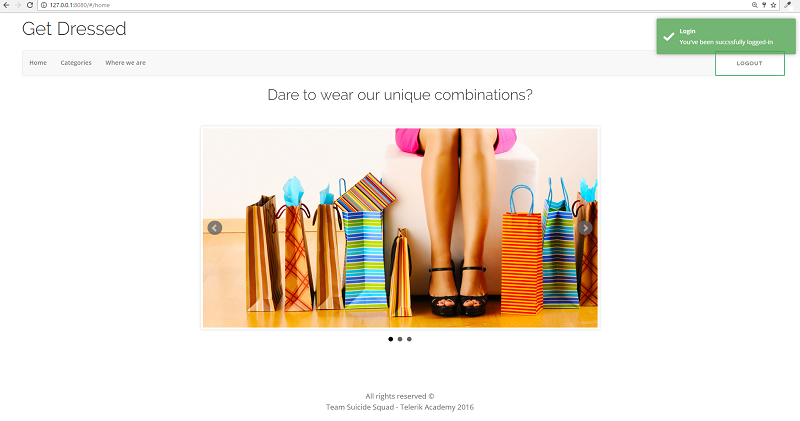 127.0.0.1:8080/#/home
Get Dressed
Login
You've been succssfully logged-in
Home Categories Where we are
LOGOUT
Dare to wear our unique combinations?
All rights reserved ©
Team Suicide Squad - Telerik Academy 2016